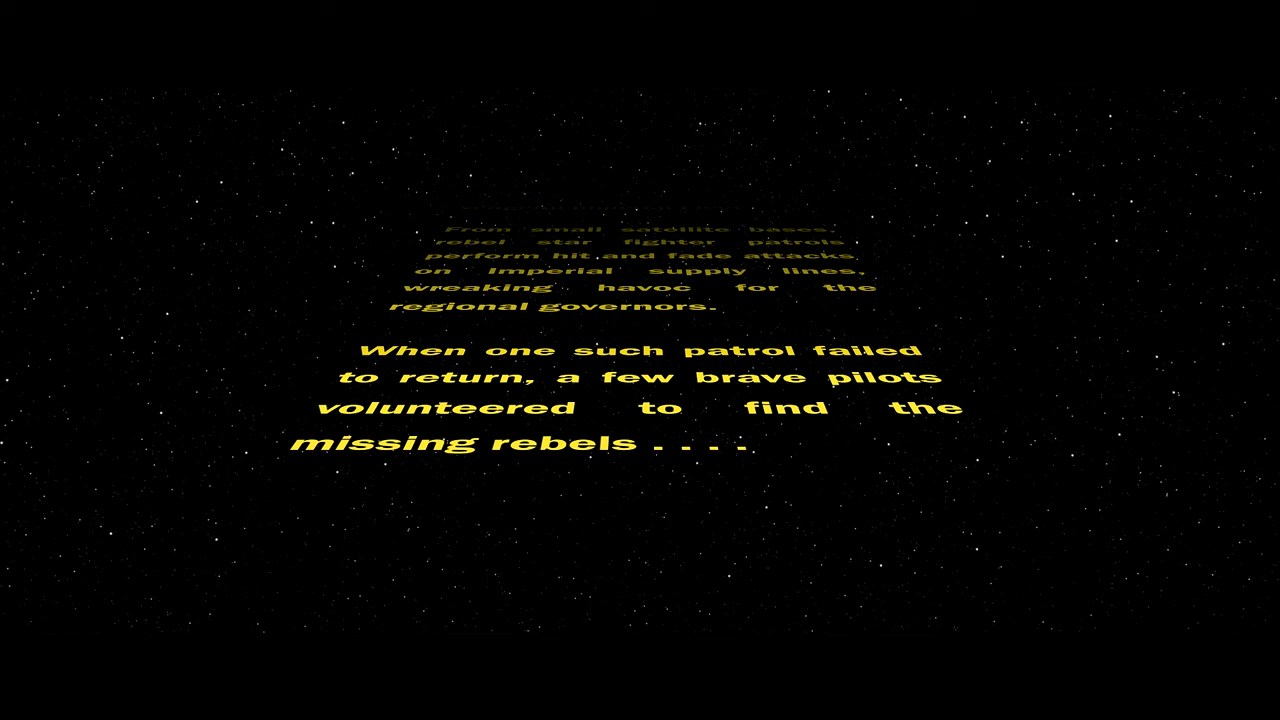 From small satellite bases,
rebel star fighter patrols
perform hit and fade attacks
on Imperial supply lines,
wreaking havoc for the
regional governors.
When one such patrol failed
to return, a few brave pilots
volunteered to find the
missing rebels . . . .